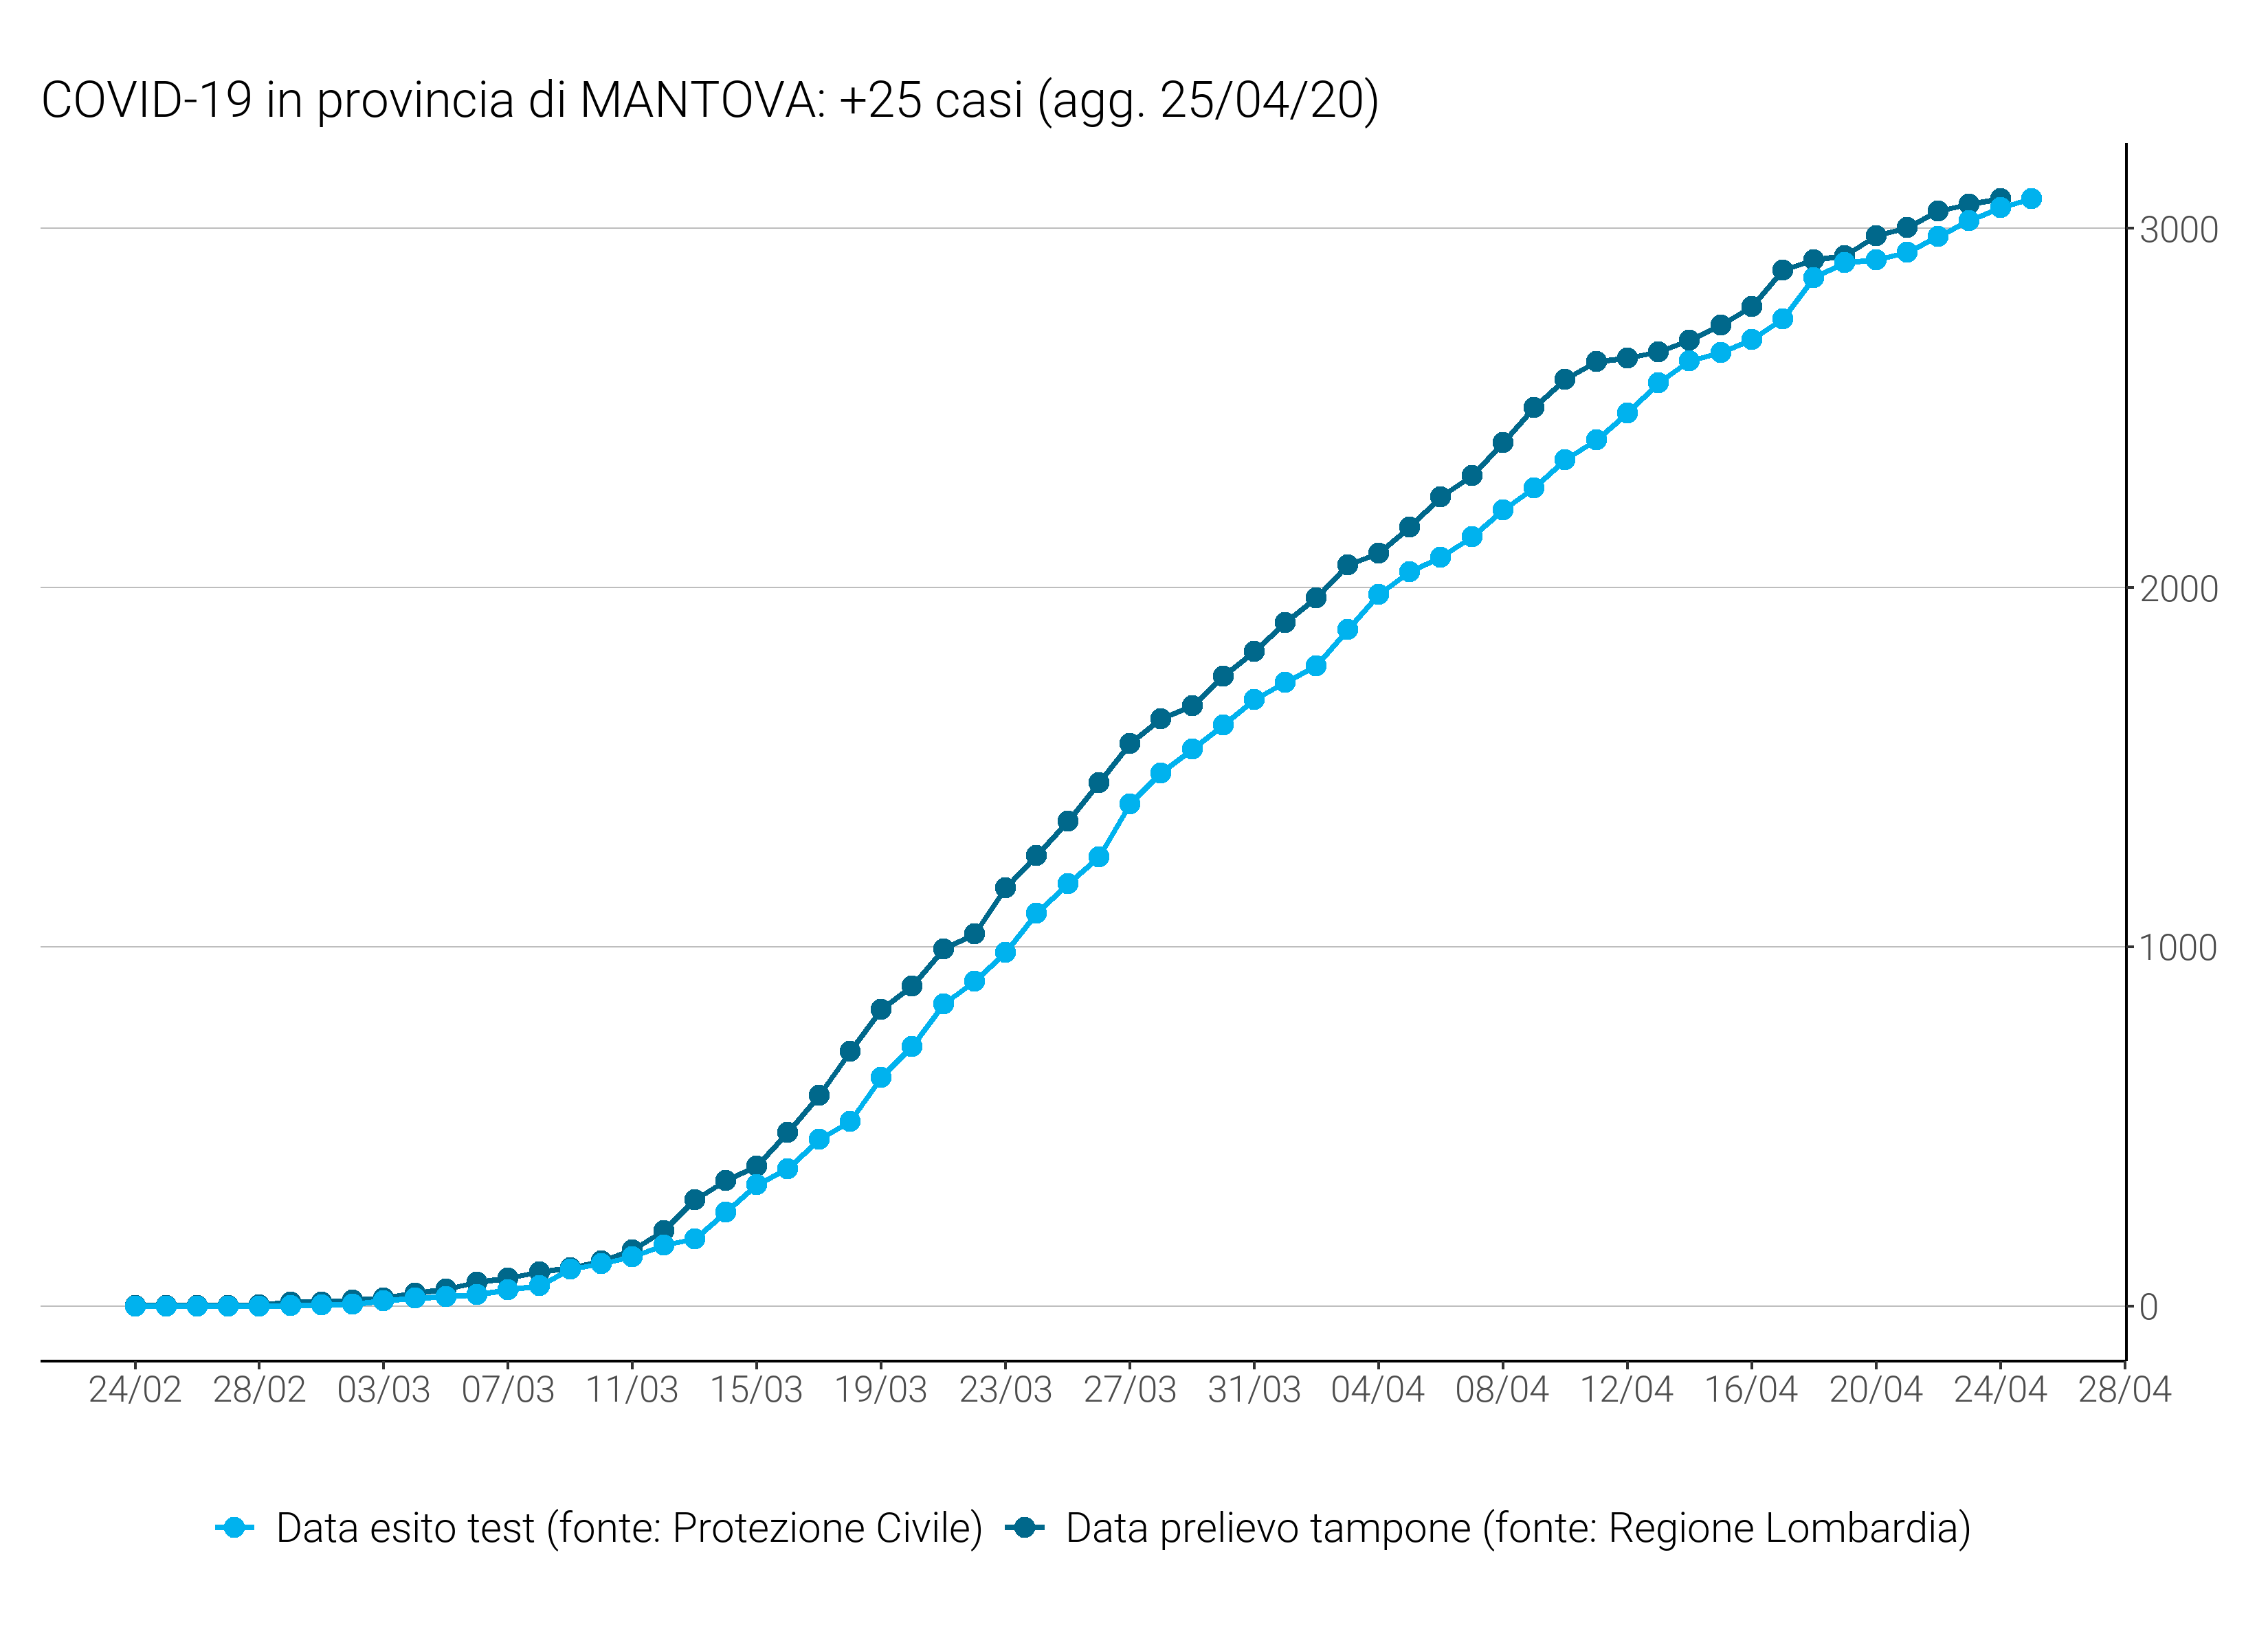 COVID-19 in provincia di MANTOVA: +25 casi (agg. 25/04/20)
3000
2000
1000
0
24/02 28/02 03/03 07/03 11/03 15/03 19/03 23/03 27/03 31/03 04/04 08/04 12/04 16/04 20/04 24/04 28/04
Data esito test (fonte: Protezione Civile) Data prelievo tampone (fonte: Regione Lombardia)